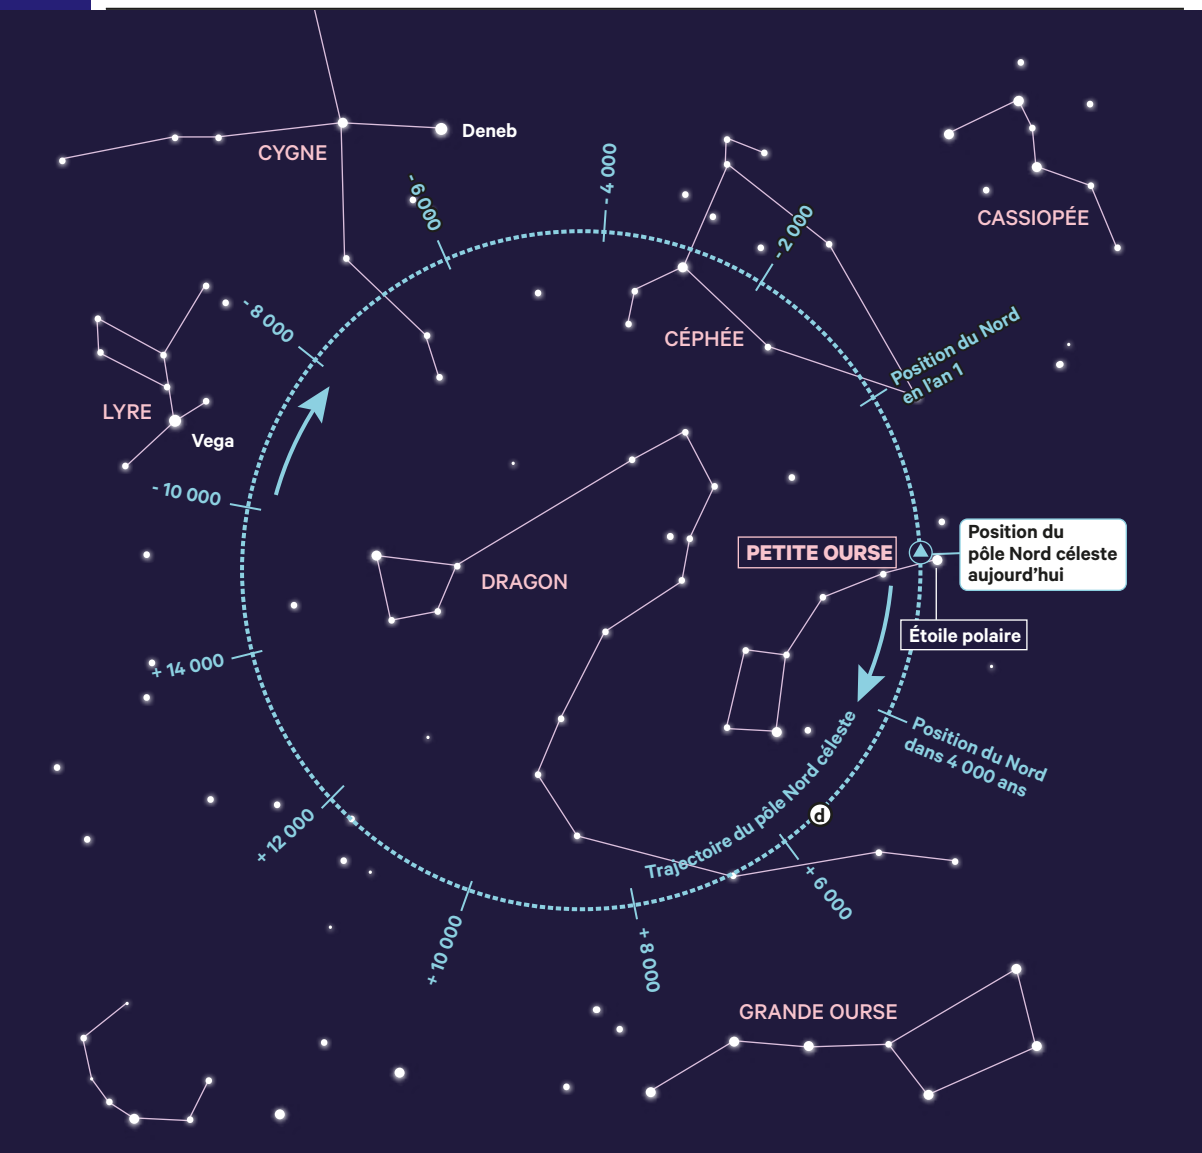 Deneb
CYGNE
- 6 000
- 4 000
- 2 000
CASSIOPÉE
- 8 000
CÉPHÉE
Position du Nord
en l'an 1
LYRE
Vega
- 10 000
PETITE OURSE
Position du
pôle Nord céleste
aujourd'hui
DRAGON
Étoile polaire
+ 14 000
Position du Nord
dans 4 000 ans
Trajectoire du pôle Nord céleste
d
+ 12 000
+ 6 000
+ 10 000
+ 8 000
GRANDE OURSE